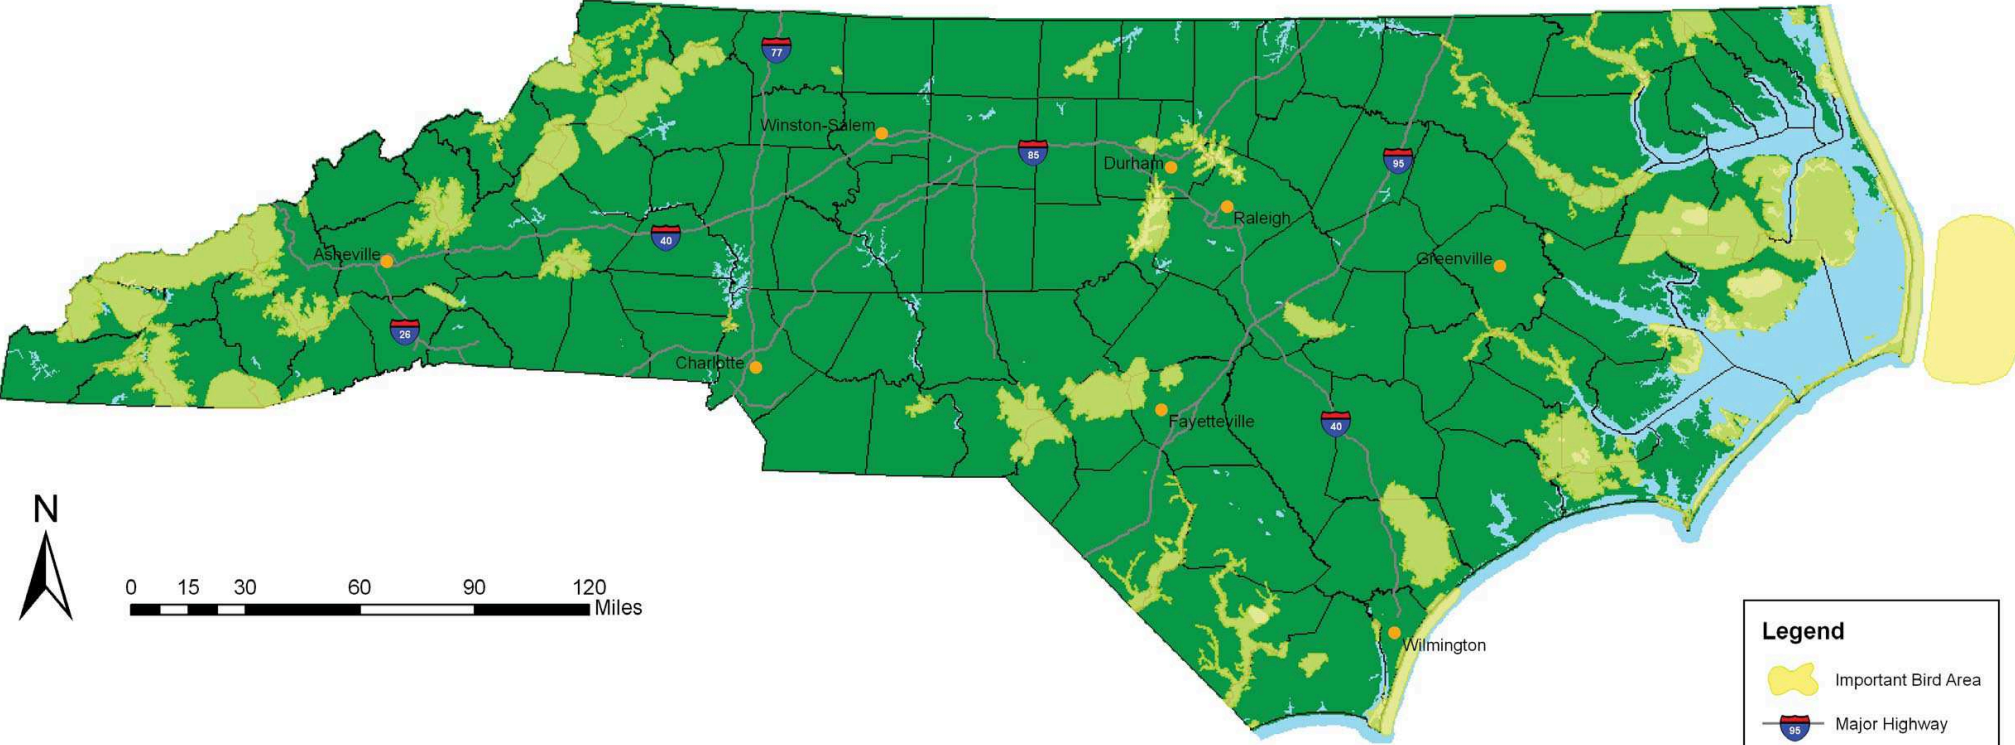 77
Winston-Salem
85
Durham
95
Raleigh
40
Asheville
Greenville
26
Charlotte
Fayetteville
40
N
0 15 30 60 90 120
Miles
Wilmington
Legend
Important Bird Area
95 Major Highway